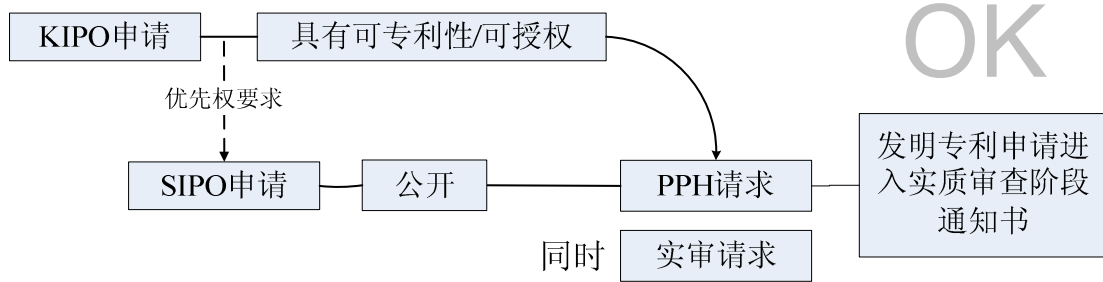 KIPO申请
具有可专利性/可授权
OK
优先权要求
SIPO申请
公开
PPH请求
发明专利申请进
入实质审查阶段
通知书
同时
实审请求